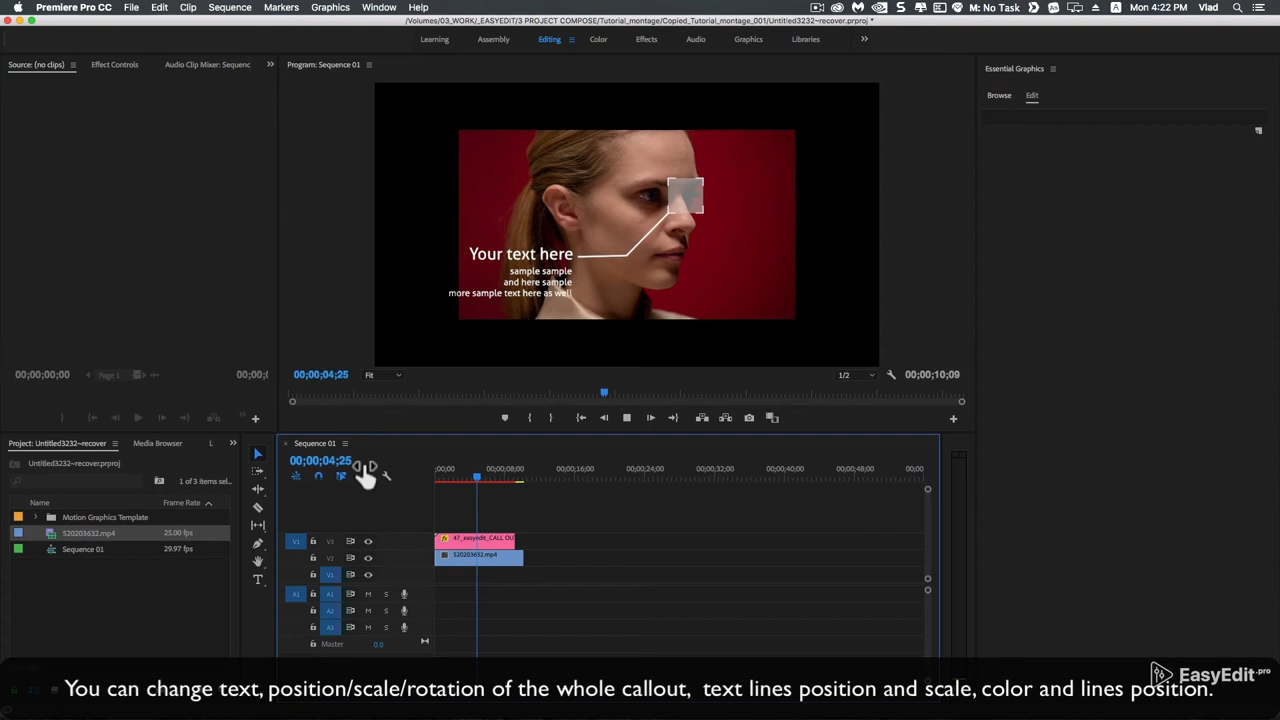 Premiere Pro CC File Edit Clip Sequence Markers Graphics Window Help M: No Task A Mon 4:22 PM Vlad
/Volumes/03_WORK/_EASYEDIT/3 PROJECT COMPOSE/Tutorial_montage/Copied_Tutorial_montage_001/Untitled3232~recover.prproj *
Learning Assembly Editing Color Effects Audio Graphics Libraries
Source: (no clips) Effect Controls Audio Clip Mixer: Sequenc Program: Sequence 01 Essential Graphics
Browse Edit
Your text here
sample sample
and here sample
more sample text here as well
00;00;00;00 Page 1 00;00;0 00;00;04;25 Fit 1/2 00;00;10;09
Project: Untitled3232~recover Media Browser L Sequence 01
Untitled3232~recover.prproj 00;00;04;25
;00;00 00;00;08;00 00;00;16;00 00;00;24;00 00;00;32;00 00;00;40;00 00;00;48;00 00;00
1 of 3 items sel...
Name Frame Rate
Motion Graphics Template
520203632.mp4 25.00 fps
Sequence 01 29.97 fps
V1 V3 47_easyedit_CALL OU
V2 520203632.mp4
V1
A1 A1 M S
A2 M S
A3 M S
Master 0.0
EasyEdit.pro
You can change text, position/scale/rotation of the whole callout, text lines position and scale, color and lines position.